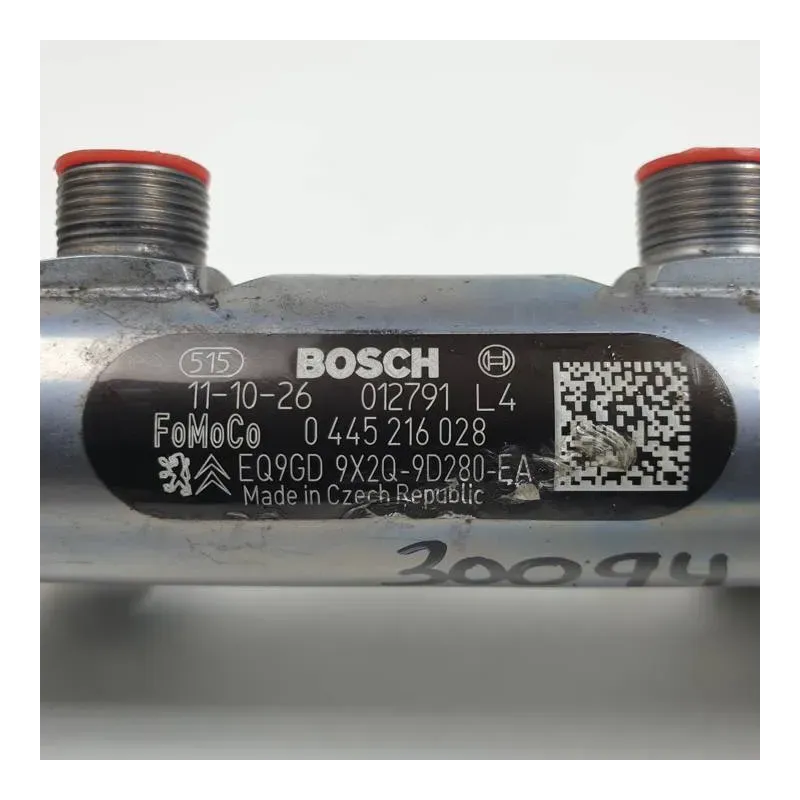 515 BOSCH
11-10-26 012791 L4
FoMoCo 0 445 216 028
EQ9GD 9X2Q-9D280-EA
Made in Czech Republic
30094